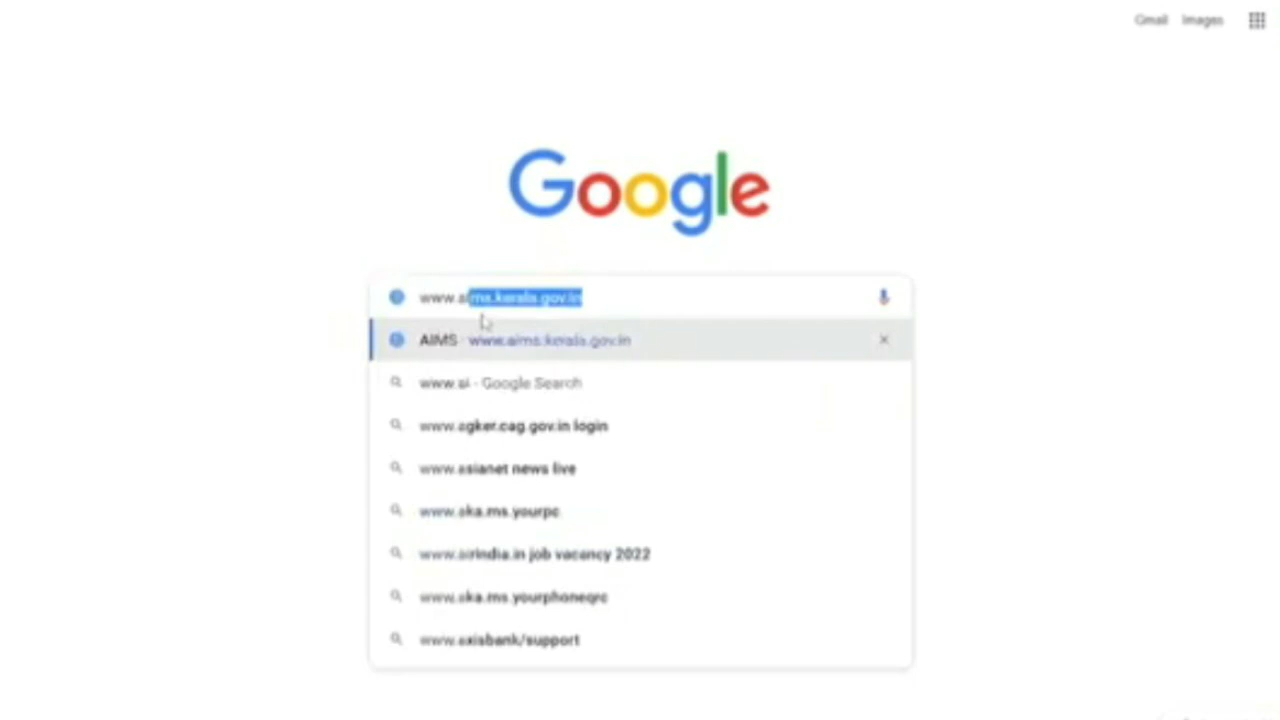 Gmail Images
Google
www.aims.kerala.gov.in
AIMS - www.aims.kerala.gov.in
www.ai - Google Search
www.agker.cag.gov.in login
www.asianet news live
www.aka.ms.yourpc
www.airindia.in job vacancy 2022
www.aka.ms.yourphoneqrc
www.axisbank/support